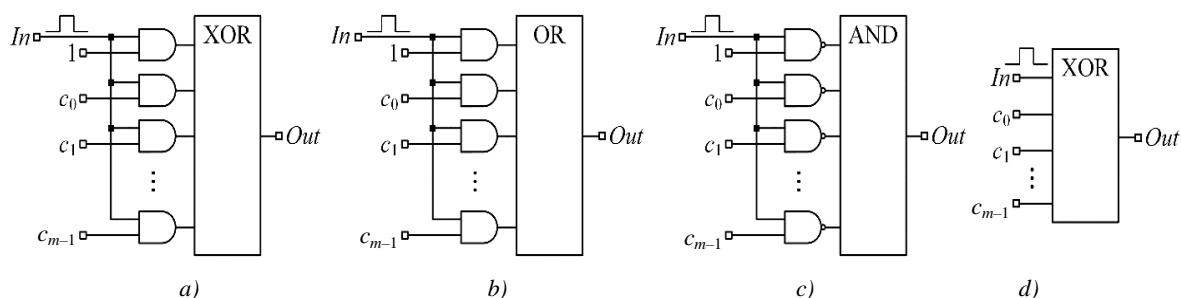 In
1
c0
c1
⋮
cm–1
XOR
Out
a)
In
1
c0
c1
⋮
cm–1
OR
Out
b)
In
1
c0
c1
⋮
cm–1
AND
Out
c)
In
c0
c1
⋮
cm–1
XOR
Out
d)